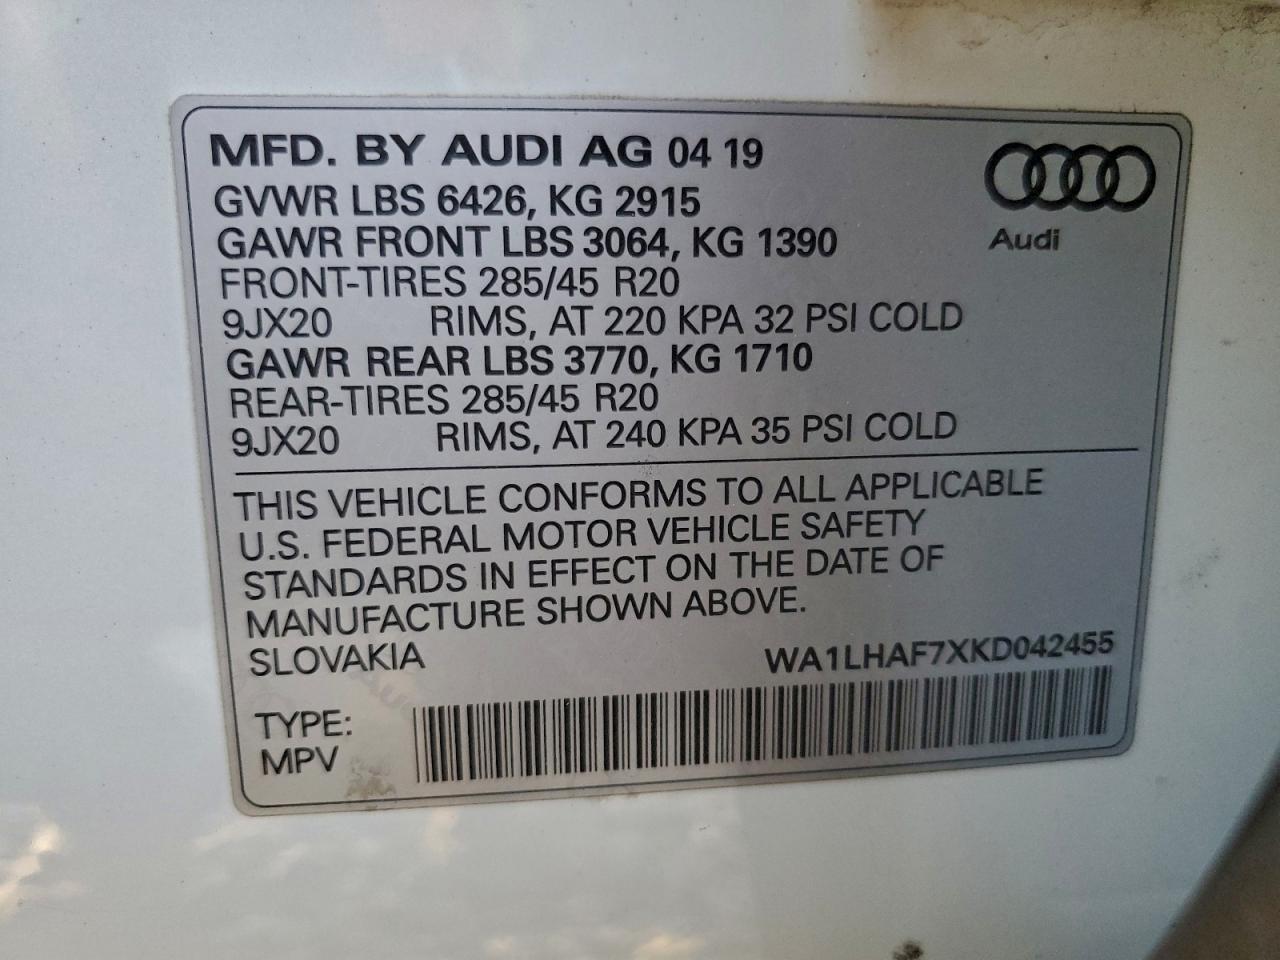 MFD. BY AUDI AG 04 19
GVWR LBS 6426, KG 2915
GAWR FRONT LBS 3064, KG 1390
FRONT-TIRES 285/45 R20
9JX20 RIMS, AT 220 KPA 32 PSI COLD
GAWR REAR LBS 3770, KG 1710
REAR-TIRES 285/45 R20
9JX20 RIMS, AT 240 KPA 35 PSI COLD
Audi
THIS VEHICLE CONFORMS TO ALL APPLICABLE
U.S. FEDERAL MOTOR VEHICLE SAFETY
STANDARDS IN EFFECT ON THE DATE OF
MANUFACTURE SHOWN ABOVE.
SLOVAKIA WA1LHAF7XKD042455
TYPE:
MPV